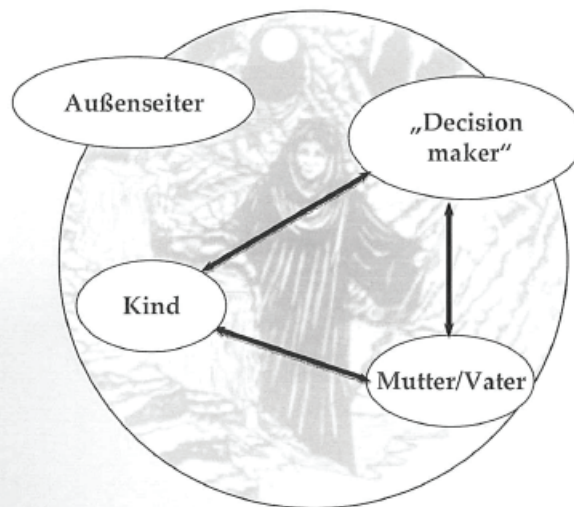 Außenseiter
„Decision
maker“
Kind
Mutter/Vater